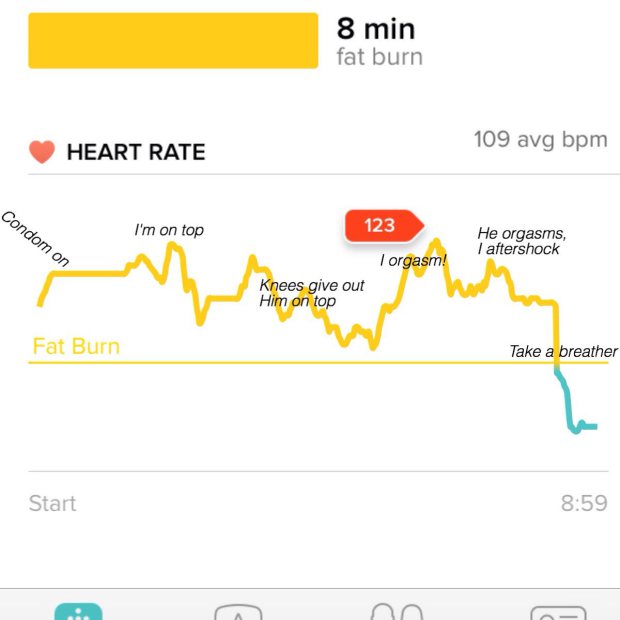 8 min
fat burn
HEART RATE
109 avg bpm
Condom on
I'm on top
123
He orgasms,
I aftershock
I orgasm!
Knees give out
Him on top
Fat Burn
Take a breather
Start
8:59